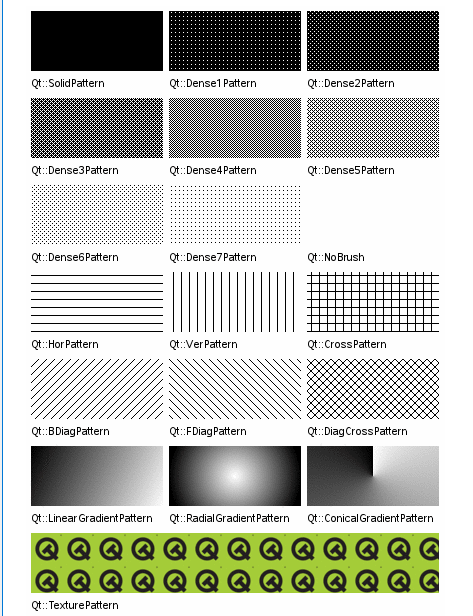 Qt::SolidPattern Qt::Dense1Pattern Qt::Dense2Pattern
Qt::Dense3Pattern Qt::Dense4Pattern Qt::Dense5Pattern
Qt::Dense6Pattern Qt::Dense7Pattern Qt::NoBrush
Qt::HorPattern Qt::VerPattern Qt::CrossPattern
Qt::BDiagPattern Qt::FDiagPattern Qt::DiagCrossPattern
Qt::LinearGradientPattern Qt::RadialGradientPattern Qt::ConicalGradientPattern
Qt::TexturePattern